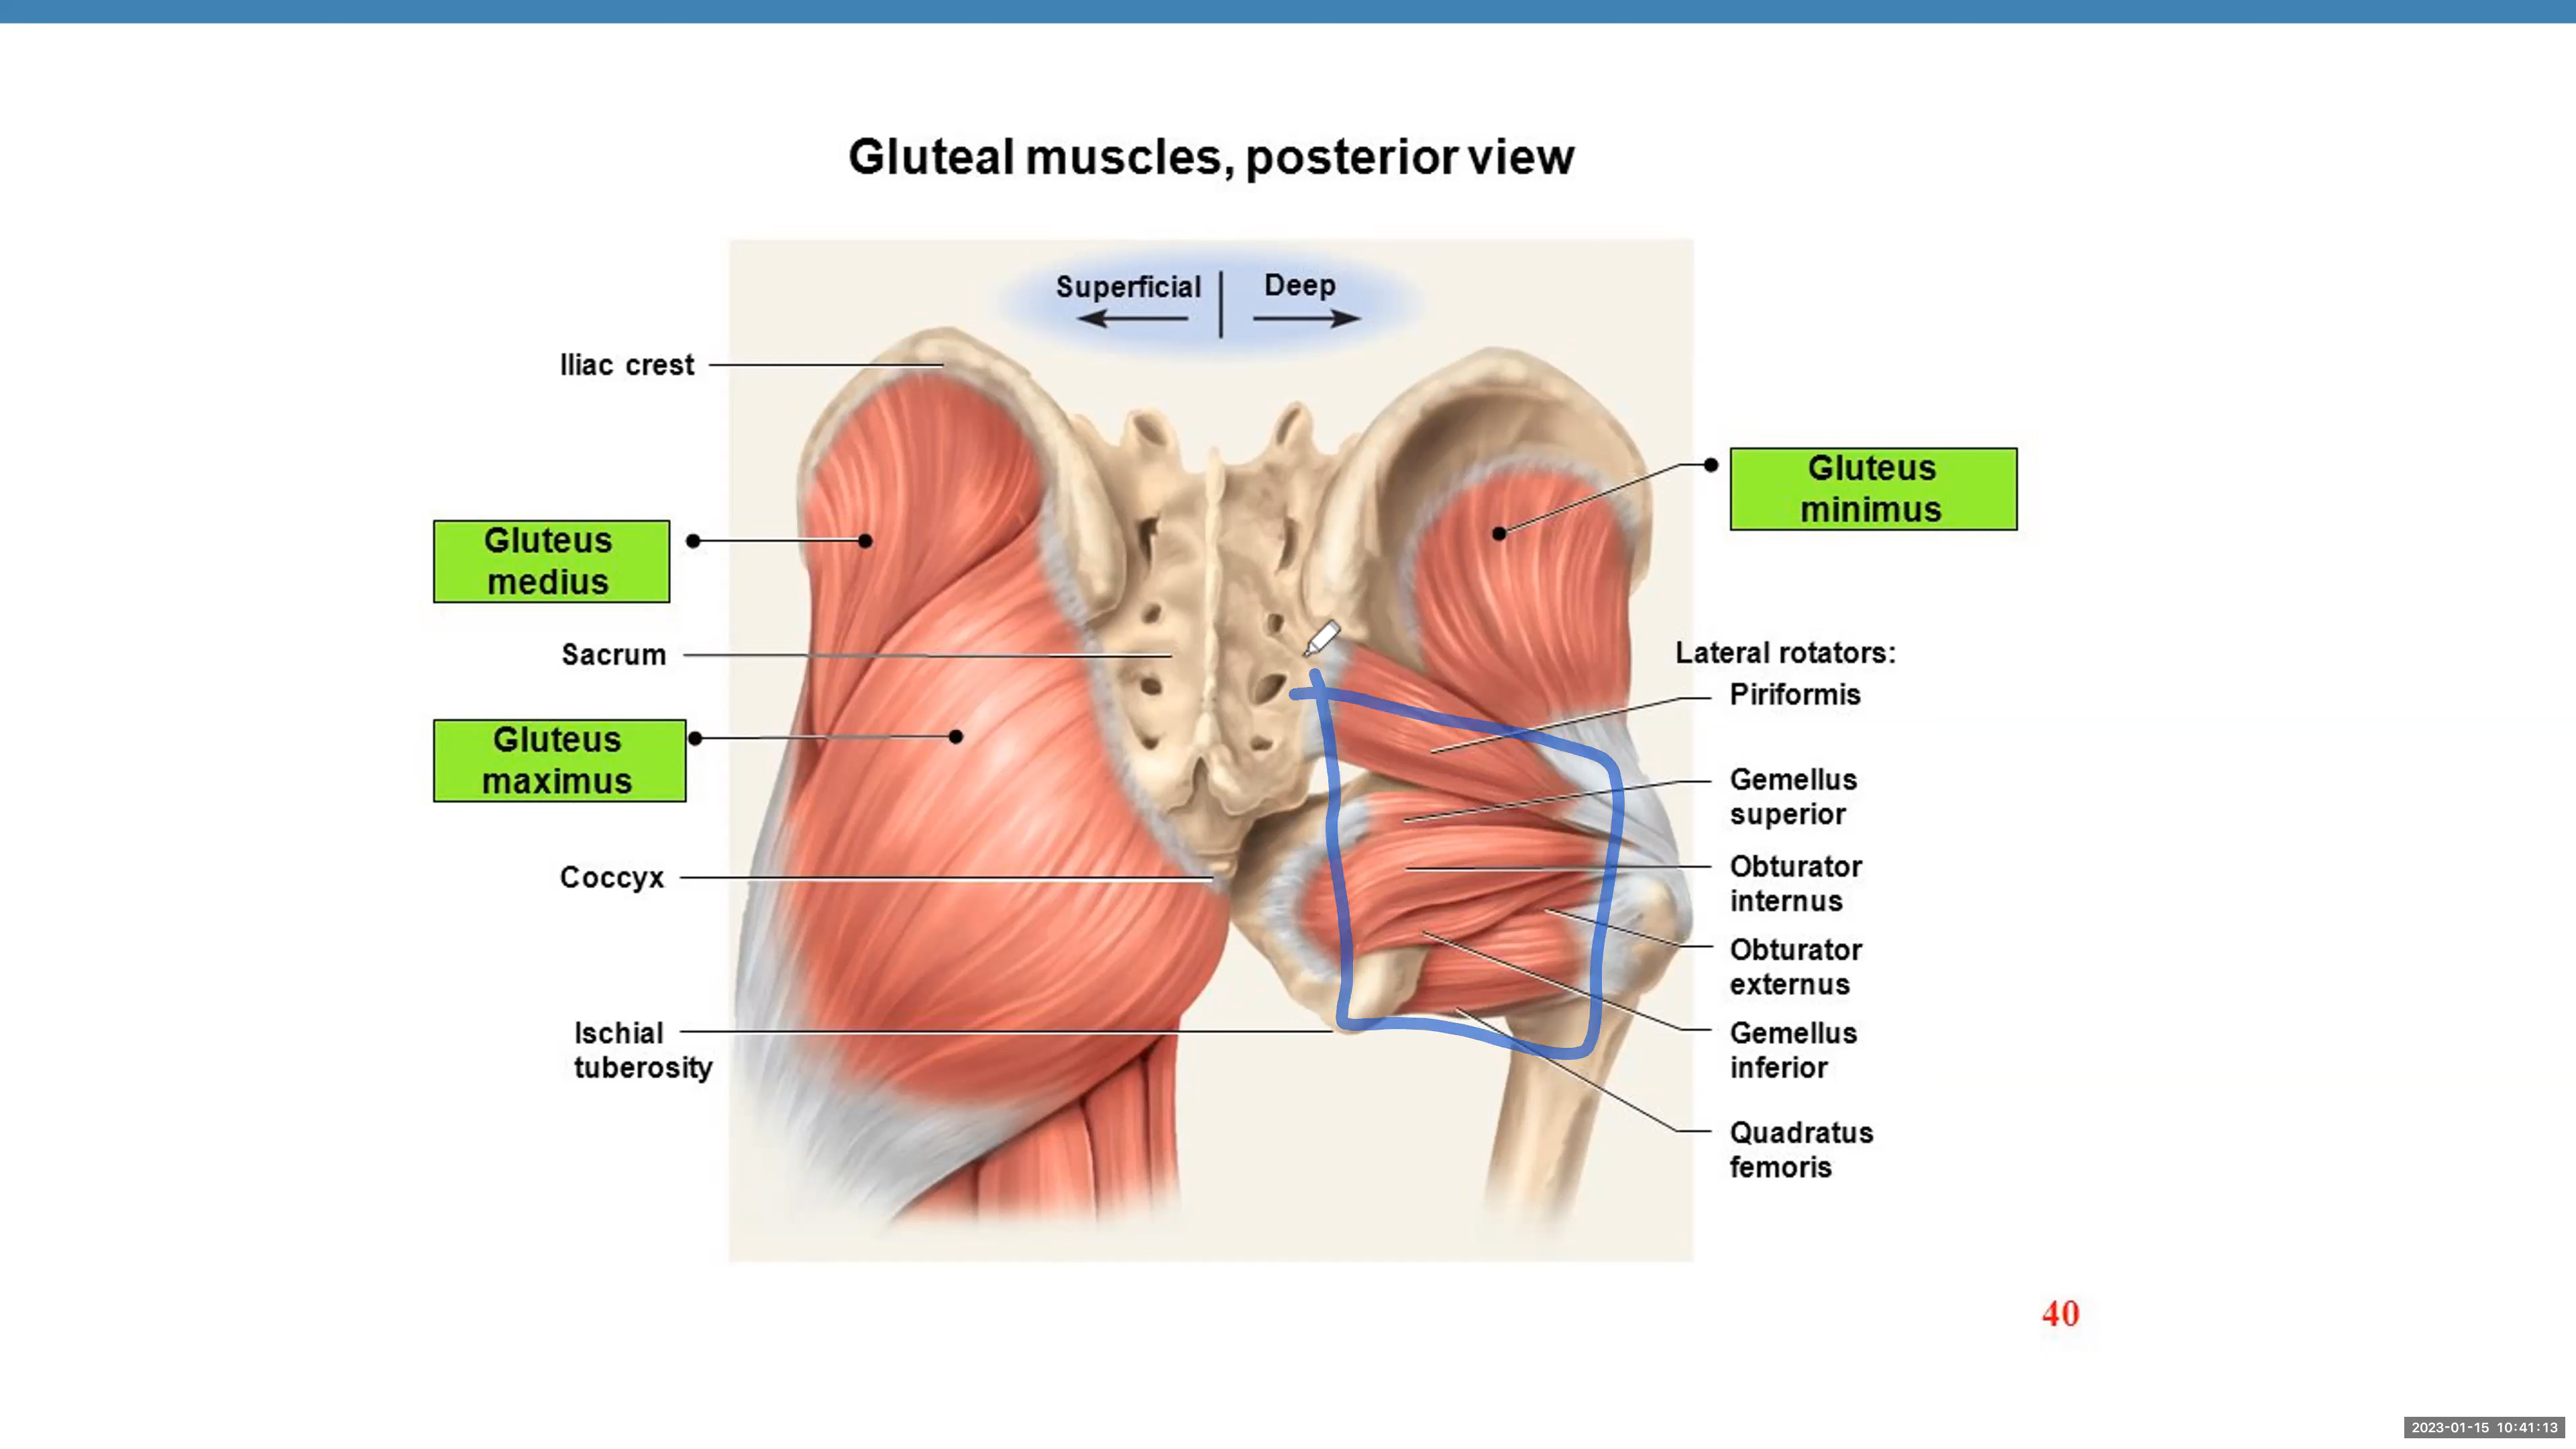 Gluteal muscles, posterior view
Superficial
Deep
Iliac crest
Gluteus
medius
Sacrum
Gluteus
maximus
Coccyx
Ischial
tuberosity
Gluteus
minimus
Lateral rotators:
Piriformis
Gemellus
superior
Obturator
internus
Obturator
externus
Gemellus
inferior
Quadratus
femoris
40
2023-01-15 10:41:13